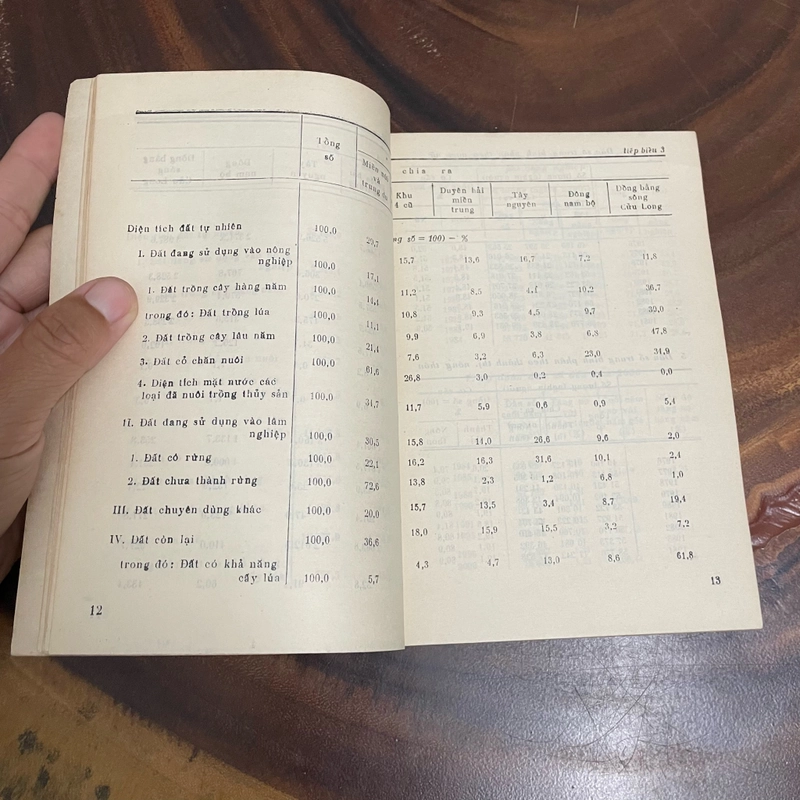 Tổng số
Miền núi và trung du
Diện tích đất tự nhiên 100,0 29,7
I. Đất đang sử dụng vào nông
nghiệp 100,0 17,1
1. Đất trồng cây hàng năm 100,0 14,4
trong đó: Đất trồng lúa 100,0 11,1
2. Đất trồng cây lâu năm 100,0 21,4
3. Đất cỏ chăn nuôi 100,0 61,6
4. Diện tích mặt nước các
loại đã nuôi trồng thủy sản 100,0 34,7
II. Đất đang sử dụng vào lâm
nghiệp 100,0 30,5
1. Đất có rừng 100,0 22,1
2. Đất chưa thành rừng 100,0 72,6
III. Đất chuyên dùng khác 100,0 20,0
IV. Đất còn lại 100,0 36,6
trong đó: Đất có khả năng
cấy lúa 100,0 5,7
12
tiếp biểu 3
chia ra
Khu 4 cũ
Duyên hải miền trung
Tây nguyên
Đông nam bộ
Đồng bằng sông Cửu Long
số = 100) — %
15,7 13,6 16,7 7,2 11,8
11,2 8,5 4,1 10,2 36,7
10,8 9,3 4,5 9,7 39,0
9,9 6,9 3,8 6,8 47,8
7,6 3,2 6,3 23,0 34,9
26,8 3,0 0,2 0,4 0,0
11,7 5,9 0,6 0,9 5,4
15,8 14,0 26,6 9,6 2,0
16,2 16,3 31,6 10,1 2,4
13,8 2,3 1,2 6,8 1,0
15,7 13,5 3,4 8,7 19,4
18,0 15,9 15,5 3,2 7,2
4,3 4,7 13,0 8,6 61,8
13